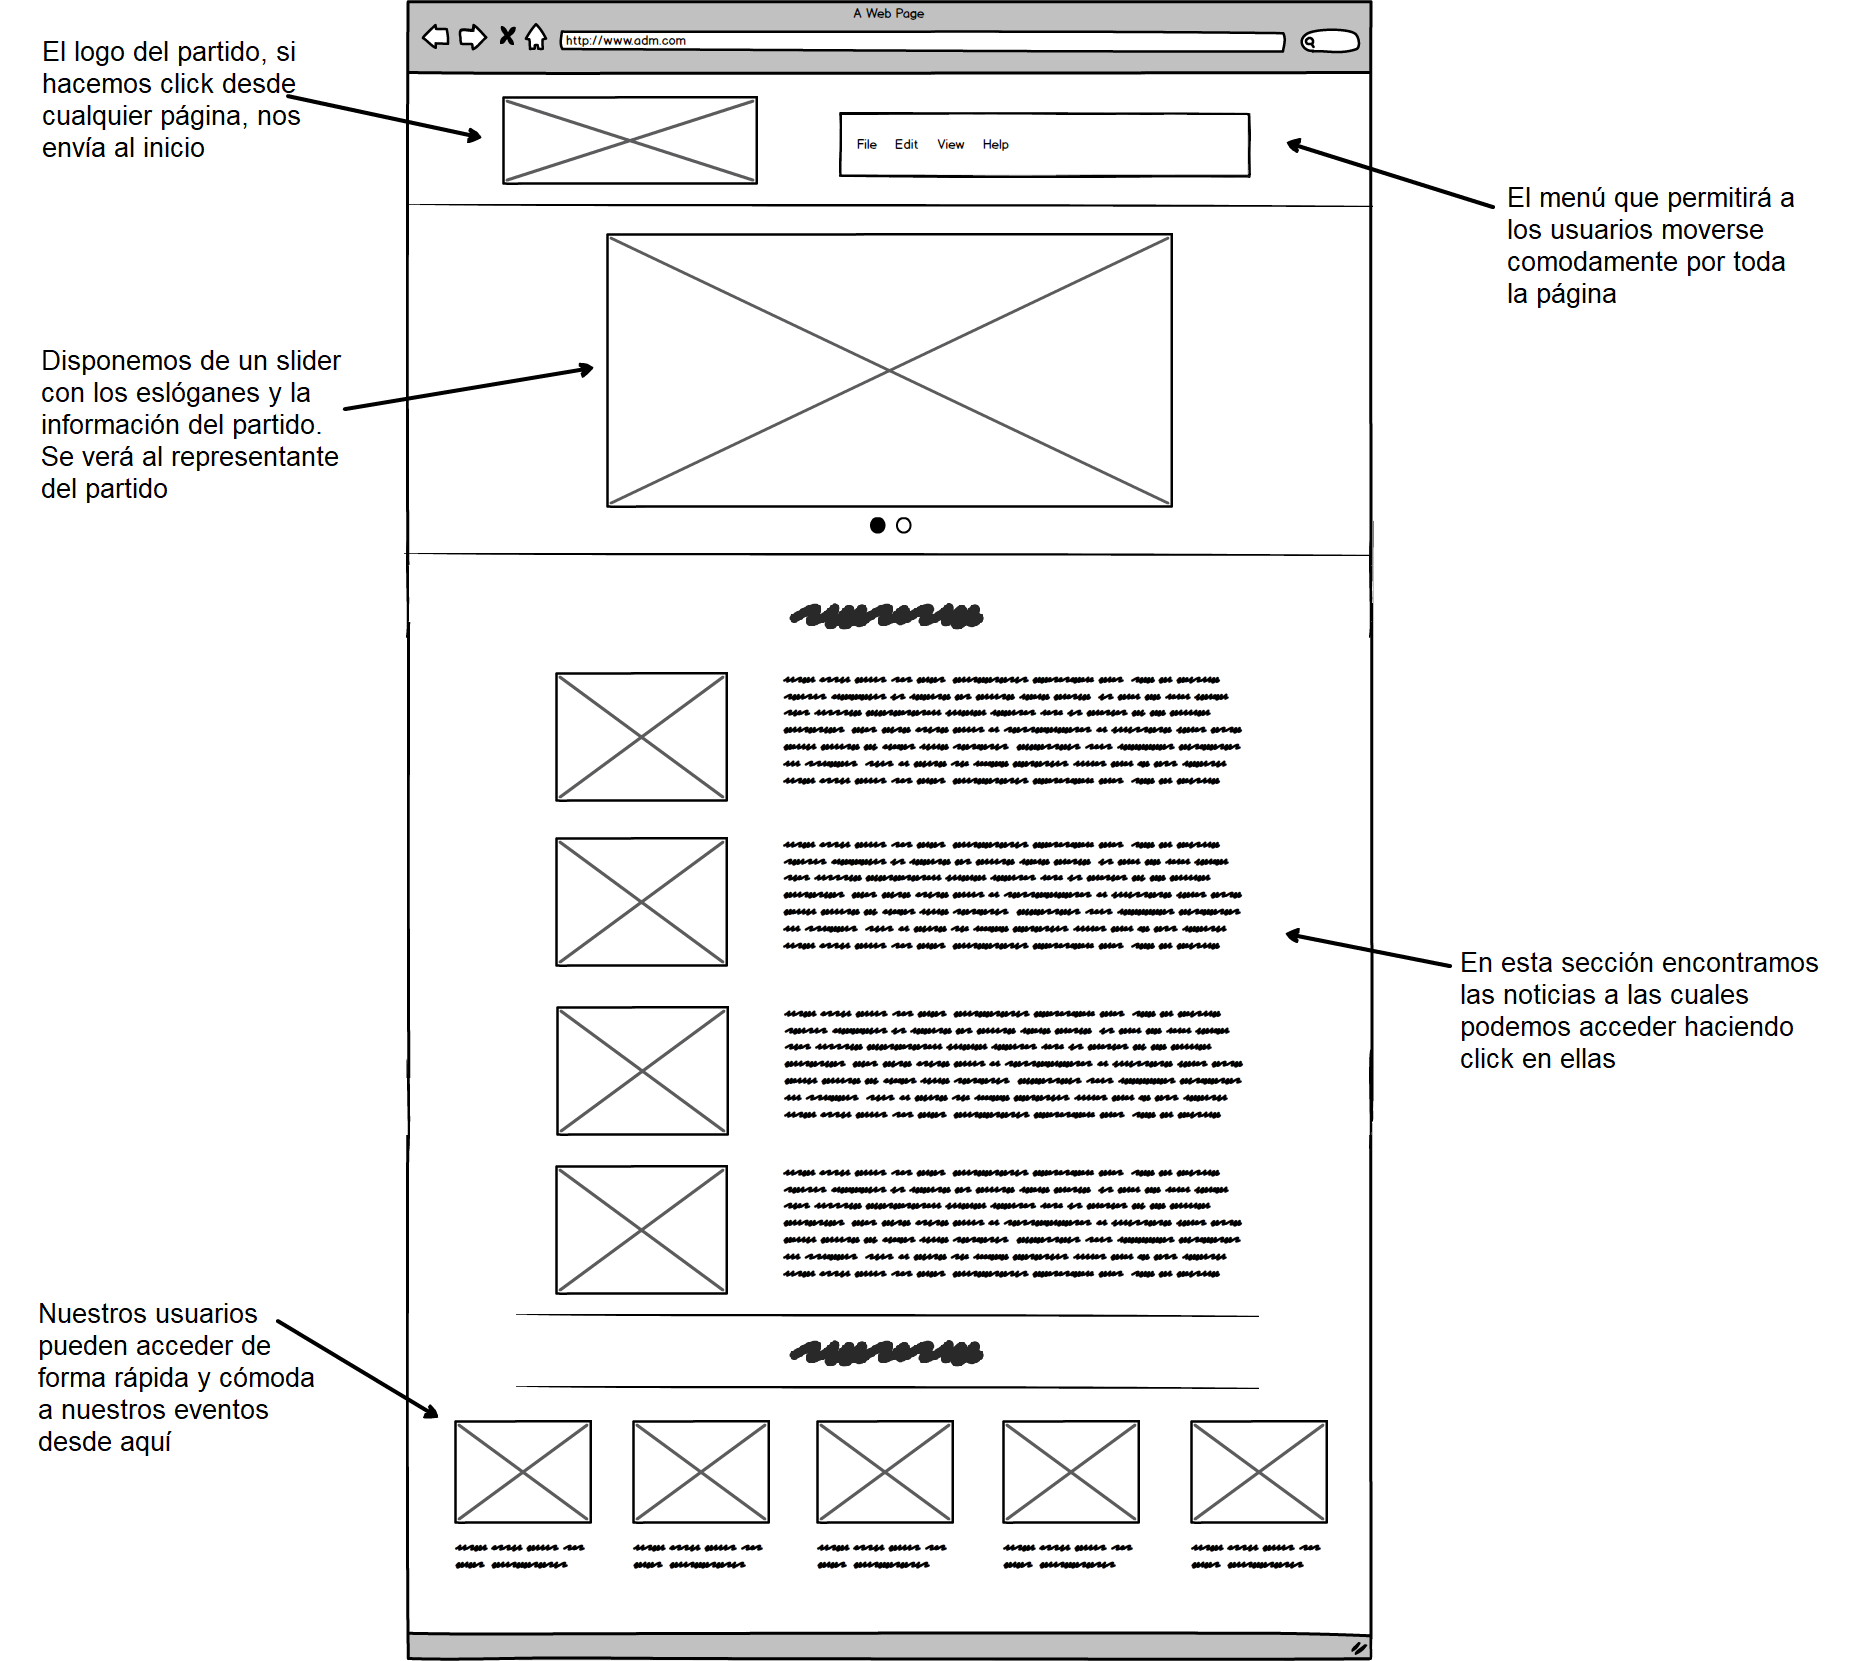 A Web Page
http://www.adm.com
El logo del partido, si
hacemos click desde
cualquier página, nos
envía al inicio
File Edit View Help
El menú que permitirá a
los usuarios moverse
comodamente por toda
la página
Disponemos de un slider
con los eslóganes y la
información del partido.
Se verá al representante
del partido
En esta sección encontramos
las noticias a las cuales
podemos acceder haciendo
click en ellas
Nuestros usuarios
pueden acceder de
forma rápida y cómoda
a nuestros eventos
desde aquí